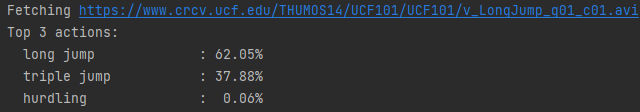 Fetching https://www.crcv.ucf.edu/THUMOS14/UCF101/UCF101/v_LongJump_g01_c01.avi
Top 3 actions:
long jump : 62.05%
triple jump : 37.88%
hurdling : 0.06%